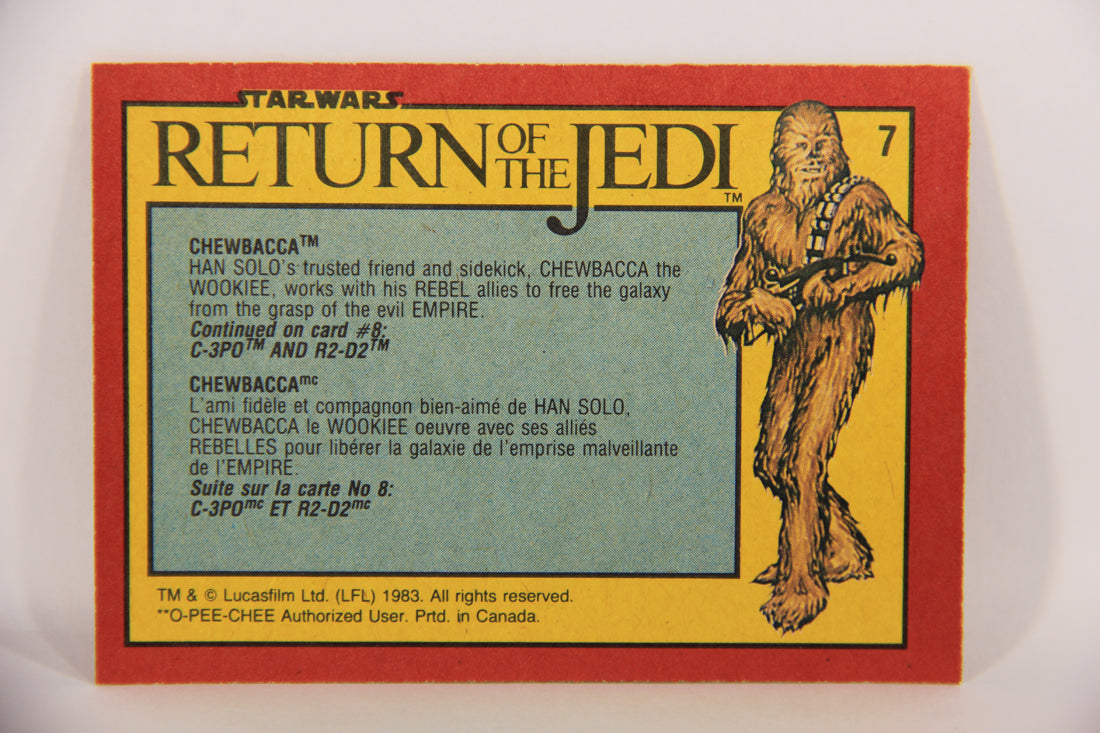 STAR WARS
RETURN OF THE JEDI™
7
CHEWBACCA™
HAN SOLO's trusted friend and sidekick, CHEWBACCA the
WOOKIEE, works with his REBEL allies to free the galaxy
from the grasp of the evil EMPIRE.
Continued on card #8:
C-3PO™ AND R2-D2™
CHEWBACCAmc
L'ami fidèle et compagnon bien-aimé de HAN SOLO,
CHEWBACCA le WOOKIEE oeuvre avec ses alliés
REBELLES pour libérer la galaxie de l'emprise malveillante
de l'EMPIRE.
Suite sur la carte No 8:
C-3POmc ET R2-D2mc
TM & © Lucasfilm Ltd. (LFL) 1983. All rights reserved.
**O-PEE-CHEE Authorized User. Prtd. in Canada.